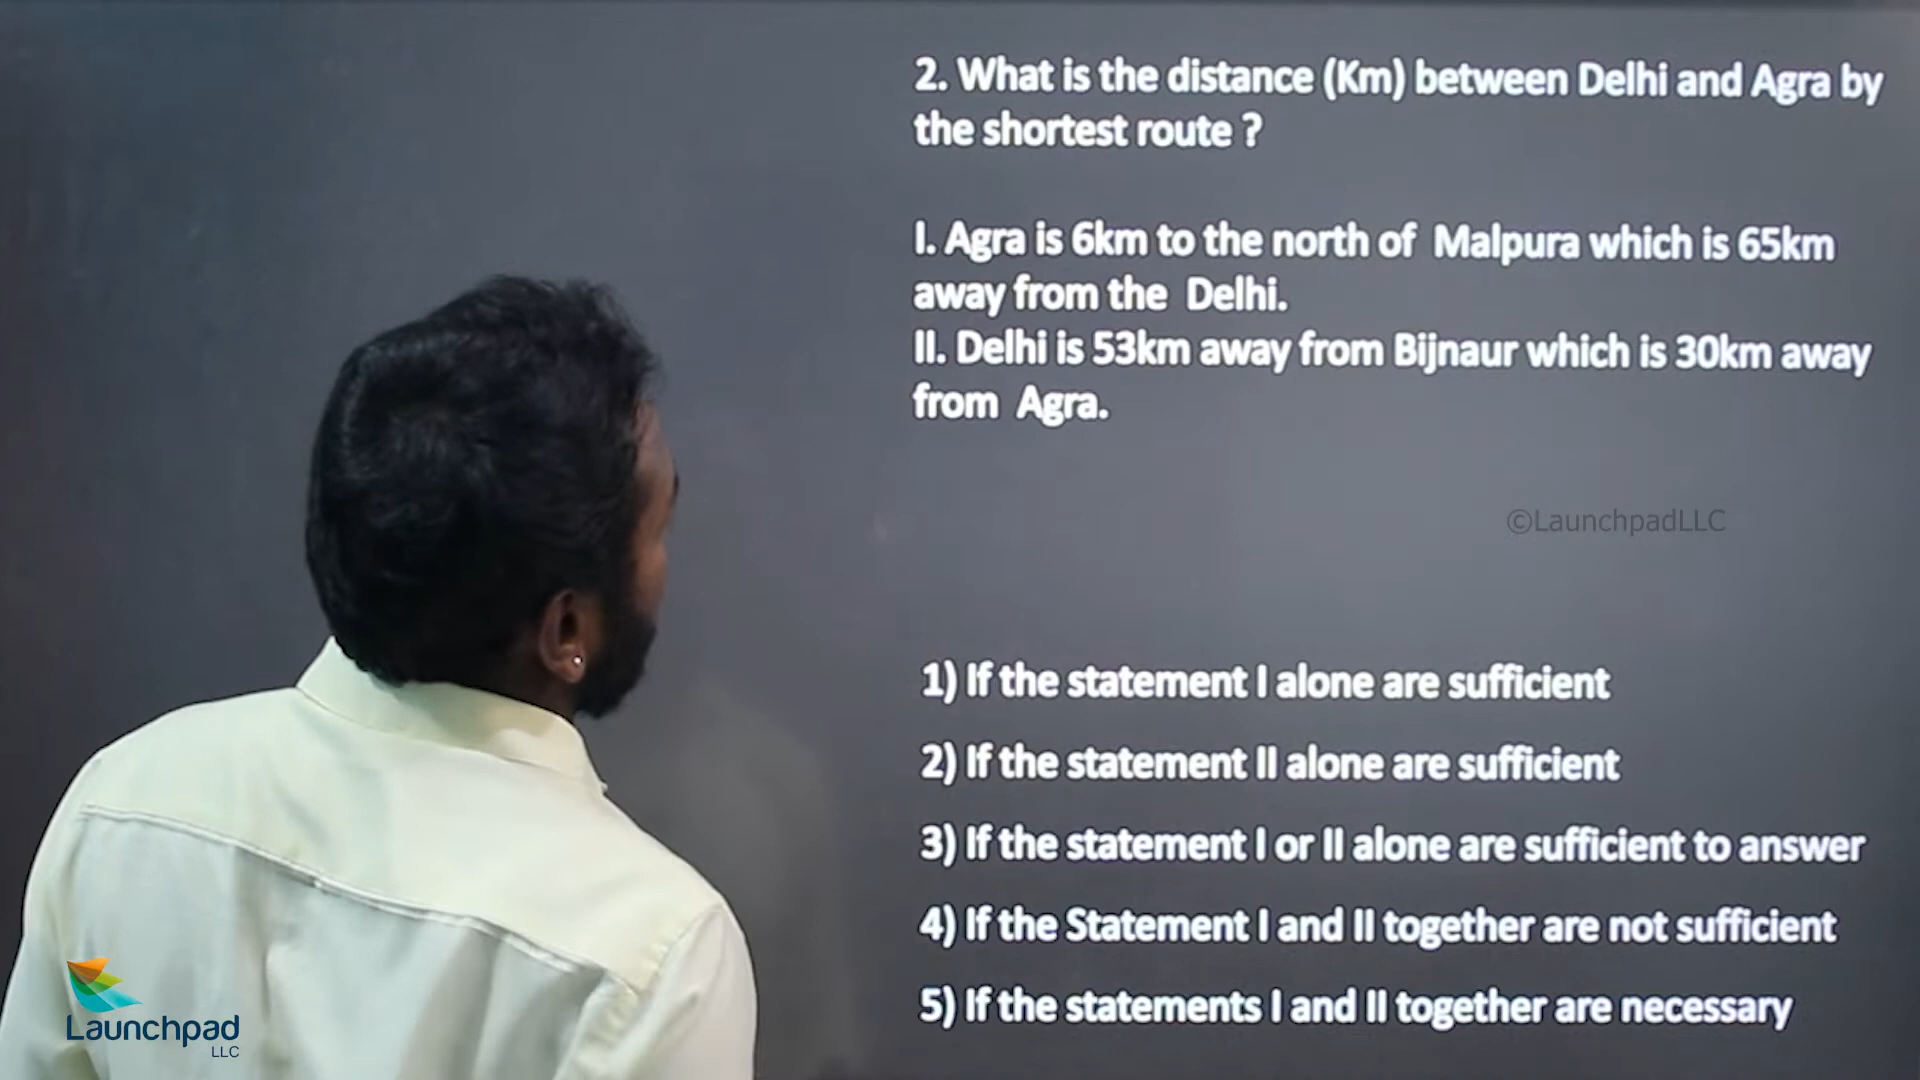 2. What is the distance (Km) between Delhi and Agra by
the shortest route ?
I. Agra is 6km to the north of Malpura which is 65km
away from the Delhi.
II. Delhi is 53km away from Bijnaur which is 30km away
from Agra.
©LaunchpadLLC
1) If the statement I alone are sufficient
2) If the statement II alone are sufficient
3) If the statement I or II alone are sufficient to answer
4) If the Statement I and II together are not sufficient
5) If the statements I and II together are necessary
Launchpad
LLC